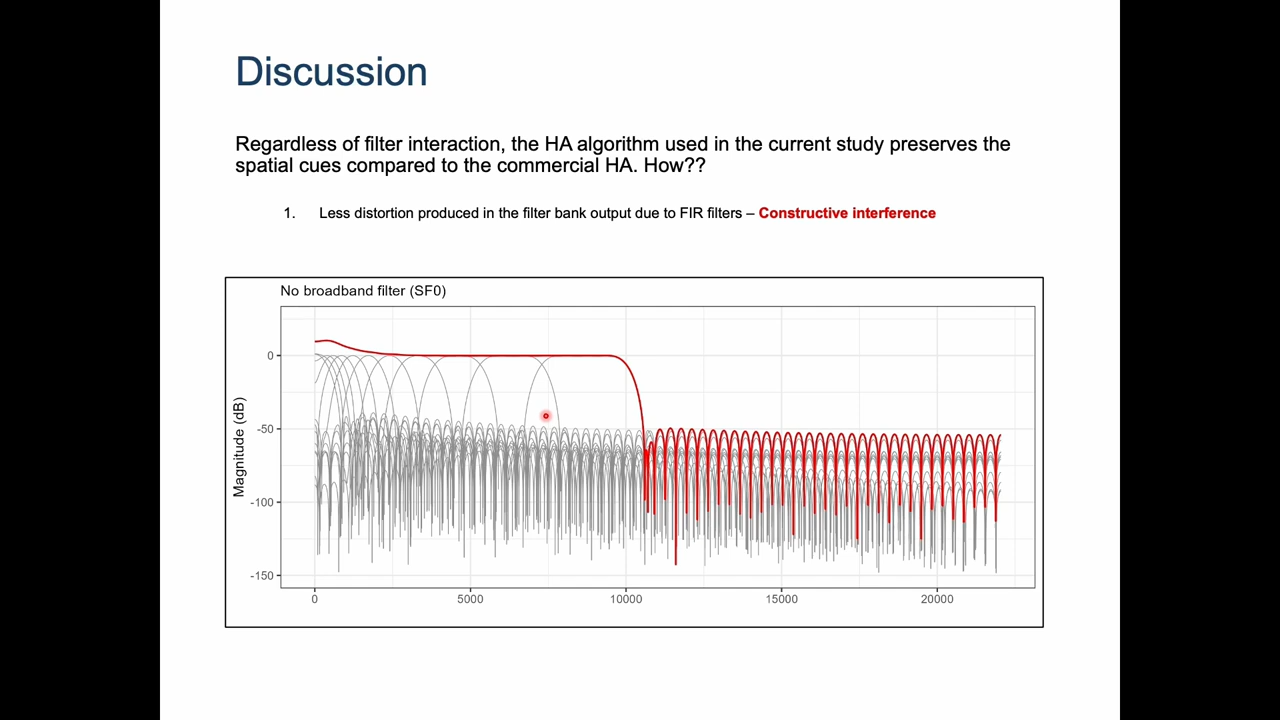 Discussion
Regardless of filter interaction, the HA algorithm used in the current study preserves the
spatial cues compared to the commercial HA. How??
1. Less distortion produced in the filter bank output due to FIR filters – Constructive interference
No broadband filter (SF0)
0
-50
-100
-150
Magnitude (dB)
0 5000 10000 15000 20000